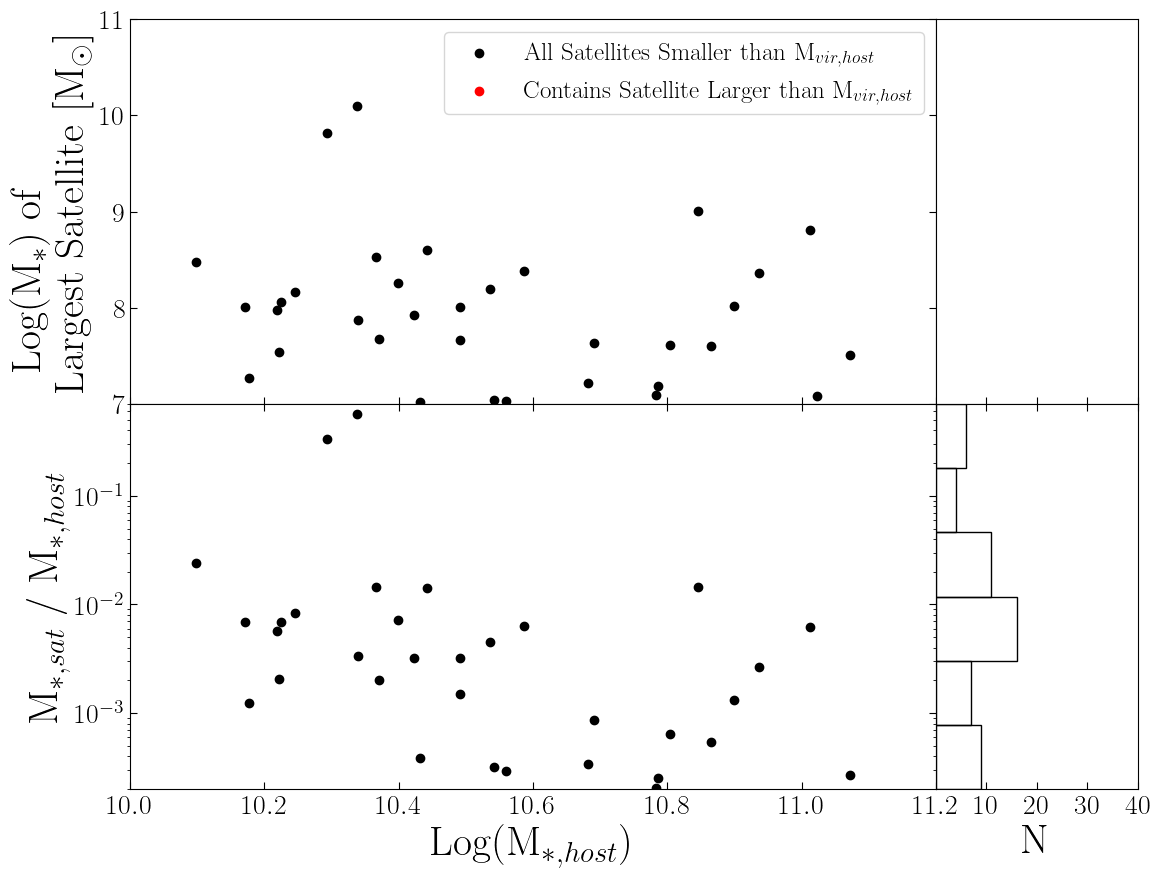 11
10
9
8
7
Log(M∗) of
Largest Satellite [M⊙]
All Satellites Smaller than Mvir,host
Contains Satellite Larger than Mvir,host
10−1
10−2
10−3
M∗,sat / M∗,host
10.0 10.2 10.4 10.6 10.8 11.0 11.2 10 20 30 40
Log(M∗,host)
N